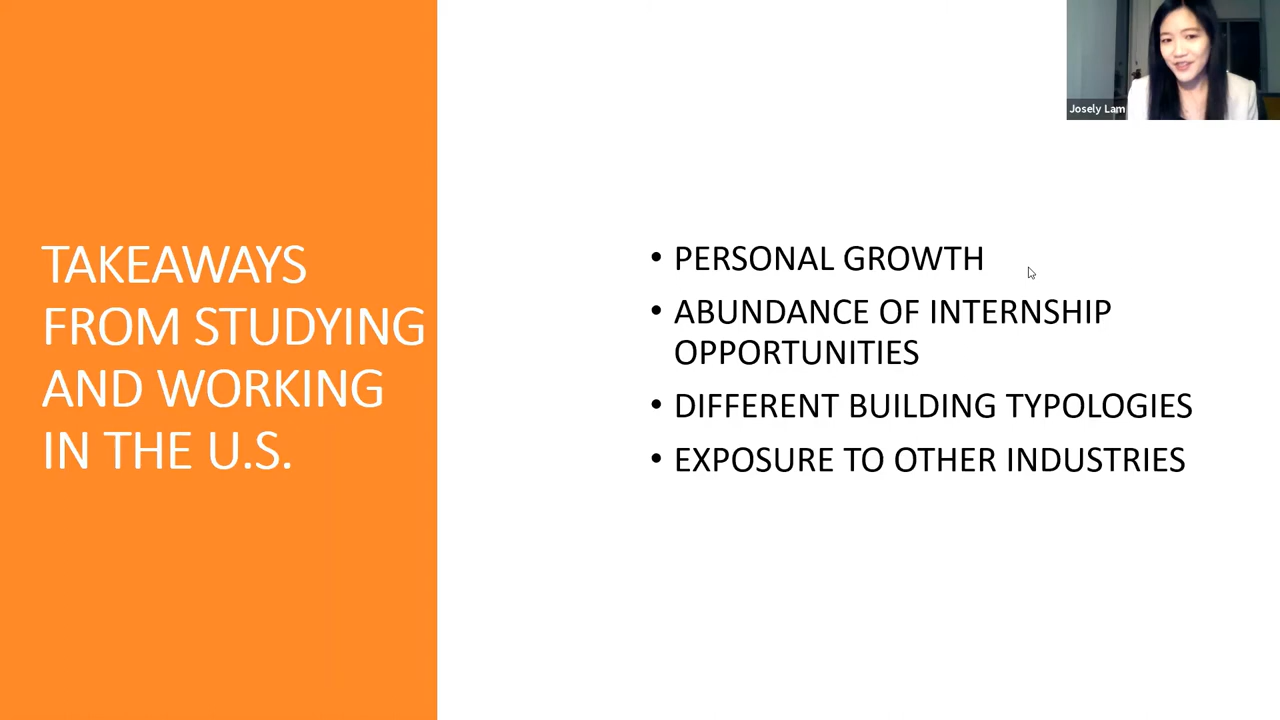 TAKEAWAYS
FROM STUDYING
AND WORKING
IN THE U.S.
• PERSONAL GROWTH
• ABUNDANCE OF INTERNSHIP
OPPORTUNITIES
• DIFFERENT BUILDING TYPOLOGIES
• EXPOSURE TO OTHER INDUSTRIES
Josely Lam